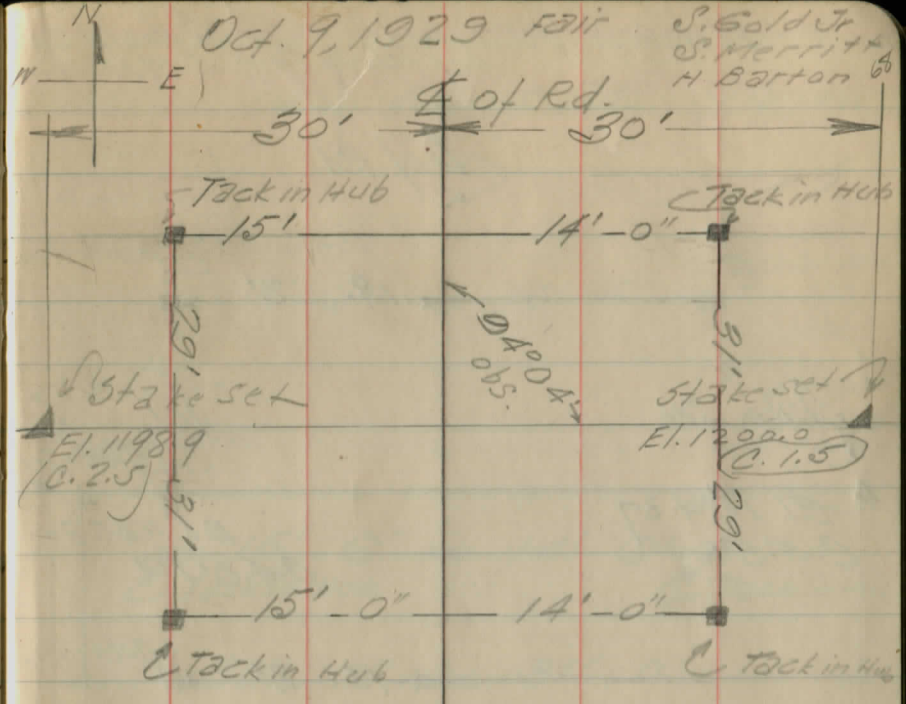 N
Oct. 9, 1929 Fair
S. Gold Jr
S. Merritt
H Barton
68
W E
℄ of Rd.
30' 30'
Tack in Hub
Tack in Hub
15' 14' 0"
29'
31'
84°04'
obs.
Stake set
Stake set
El. 1198.9
(C. 2.5)
El. 1200.0
C. 1.5
31'
29'
15' 0" 14' 0"
Tack in Hub
Tack in Hub